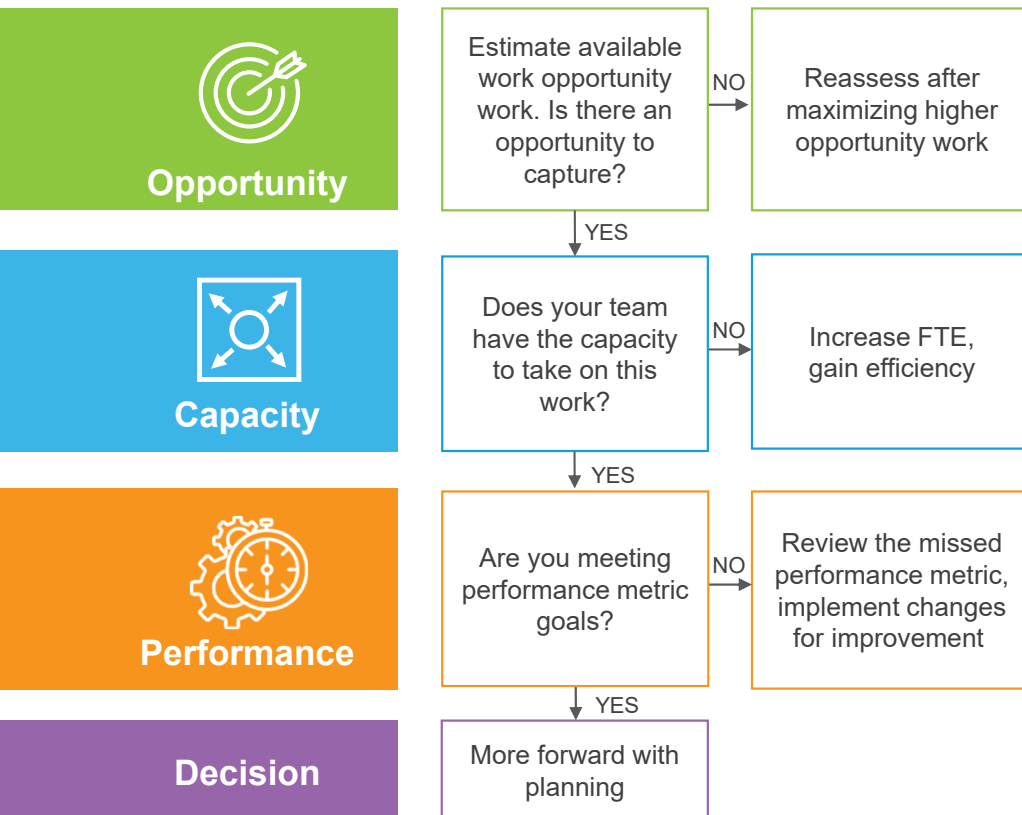 Opportunity
Estimate available
work opportunity
work. Is there an
opportunity to
capture?
NO
Reassess after
maximizing higher
opportunity work
YES
Capacity
Does your team
have the capacity
to take on this
work?
NO
Increase FTE,
gain efficiency
YES
Performance
Are you meeting
performance metric
goals?
NO
Review the missed
performance metric,
implement changes
for improvement
YES
Decision
More forward with
planning